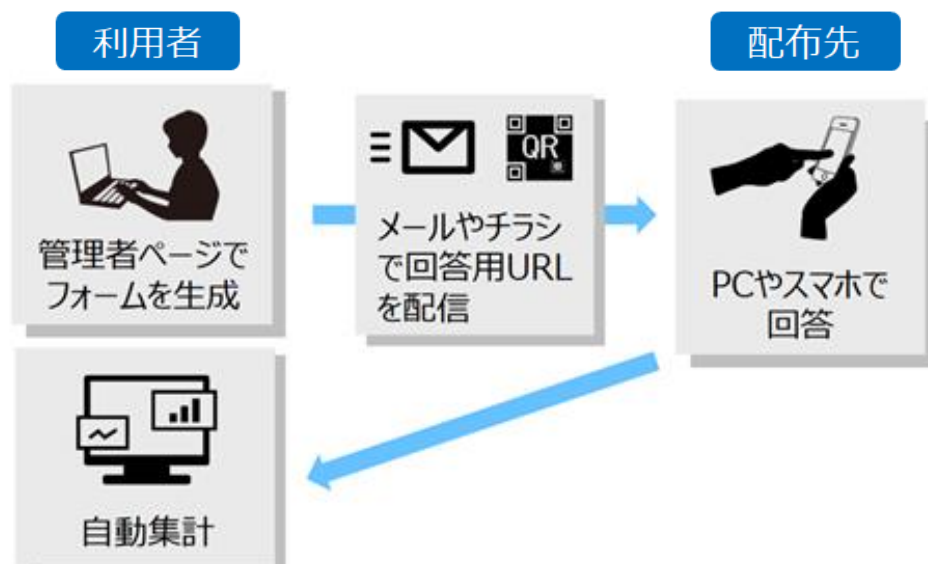 利用者
配布先
管理者ページで
フォームを生成
QR
メールやチラシ
で回答用URL
を配信
PCやスマホで
回答
自動集計